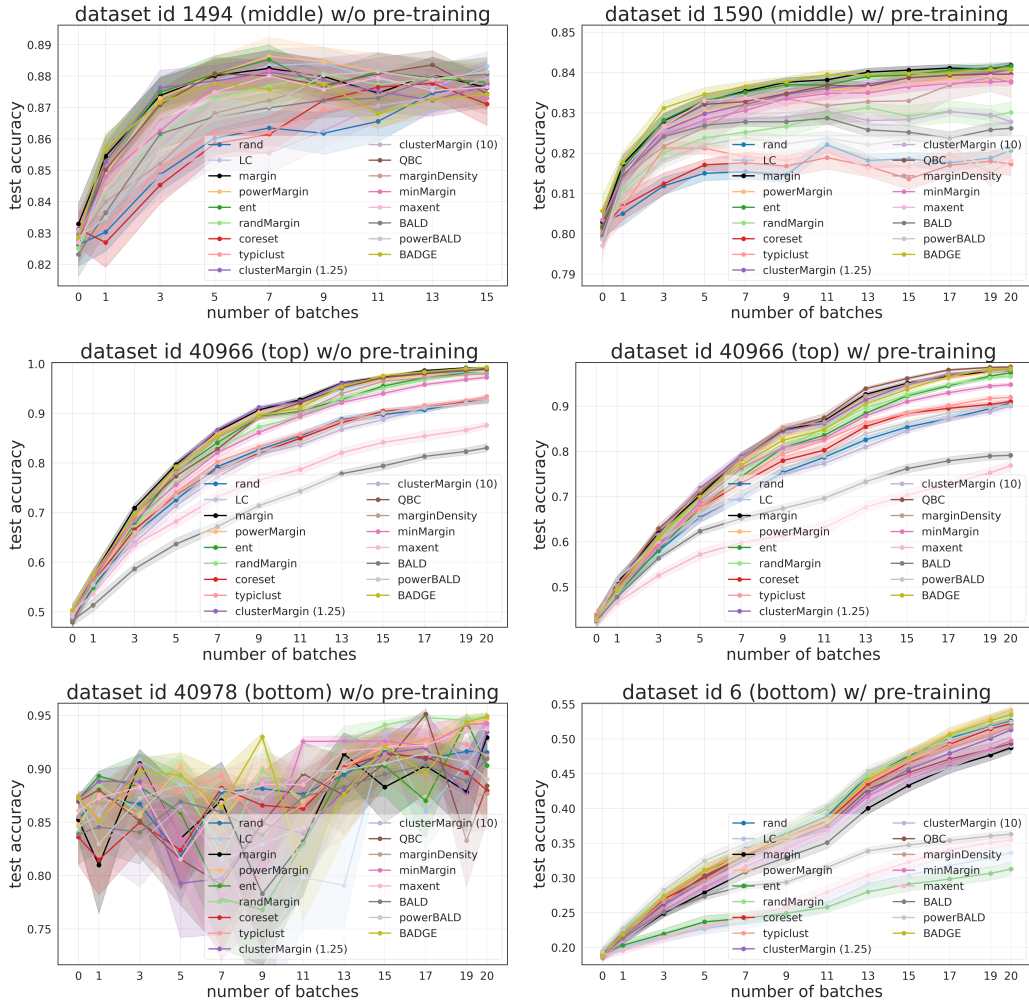 dataset id 1494 (middle) w/o pre-training
test accuracy
0.89
0.88
0.87
0.86
0.85
0.84
0.83
0.82
rand
LC
margin
powerMargin
ent
randMargin
coreset
typiclust
clusterMargin (1.25)
clusterMargin (10)
QBC
marginDensity
minMargin
maxent
BALD
powerBALD
BADGE
0 1 3 5 7 9 11 13 15
number of batches
dataset id 1590 (middle) w/ pre-training
test accuracy
0.85
0.84
0.83
0.82
0.81
0.80
0.79
rand
LC
margin
powerMargin
ent
randMargin
coreset
typiclust
clusterMargin (1.25)
clusterMargin (10)
QBC
marginDensity
minMargin
maxent
BALD
powerBALD
BADGE
0 1 3 5 7 9 11 13 15 17 19 20
number of batches
dataset id 40966 (top) w/o pre-training
test accuracy
1.0
0.9
0.8
0.7
0.6
0.5
rand
LC
margin
powerMargin
ent
randMargin
coreset
typiclust
clusterMargin (1.25)
clusterMargin (10)
QBC
marginDensity
minMargin
maxent
BALD
powerBALD
BADGE
0 1 3 5 7 9 11 13 15 17 19 20
number of batches
dataset id 40966 (top) w/ pre-training
test accuracy
0.9
0.8
0.7
0.6
0.5
rand
LC
margin
powerMargin
ent
randMargin
coreset
typiclust
clusterMargin (1.25)
clusterMargin (10)
QBC
marginDensity
minMargin
maxent
BALD
powerBALD
BADGE
0 1 3 5 7 9 11 13 15 17 19 20
number of batches
dataset id 40978 (bottom) w/o pre-training
test accuracy
0.95
0.90
0.85
0.80
0.75
rand
LC
margin
powerMargin
ent
randMargin
coreset
typiclust
clusterMargin (1.25)
clusterMargin (10)
QBC
marginDensity
minMargin
maxent
BALD
powerBALD
BADGE
0 1 3 5 7 9 11 13 15 17 19 20
number of batches
dataset id 6 (bottom) w/ pre-training
test accuracy
0.55
0.50
0.45
0.40
0.35
0.30
0.25
0.20
rand
LC
margin
powerMargin
ent
randMargin
coreset
typiclust
clusterMargin (1.25)
clusterMargin (10)
QBC
marginDensity
minMargin
maxent
BALD
powerBALD
BADGE
0 1 3 5 7 9 11 13 15 17 19 20
number of batches